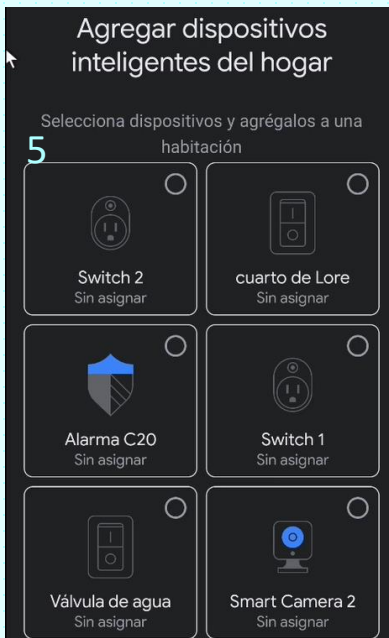 Agregar dispositivos
inteligentes del hogar
Selecciona dispositivos y agrégalos a una
habitación
5
Switch 2
Sin asignar
cuarto de Lore
Sin asignar
Alarma C20
Sin asignar
Switch 1
Sin asignar
Válvula de agua
Sin asignar
Smart Camera 2
Sin asignar